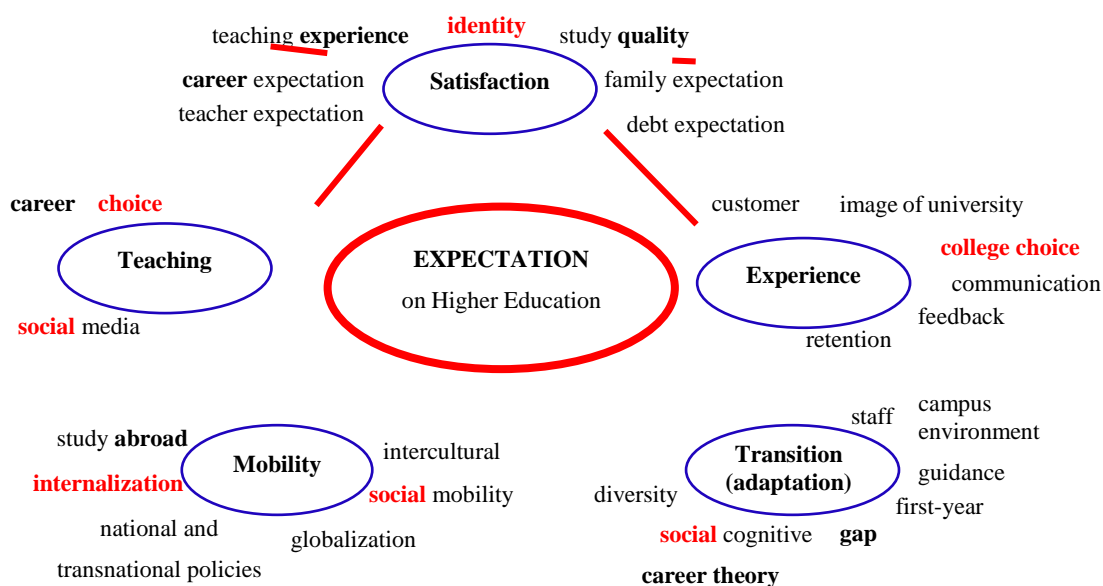 teaching experience
identity
study quality
career expectation
Satisfaction
family expectation
teacher expectation
debt expectation
career choice
customer
image of university
Teaching
EXPECTATION
on Higher Education
Experience
college choice
communication
feedback
social media
retention
study abroad
Mobility
intercultural
internalization
social mobility
national and
transnational policies
globalization
staff
campus
environment
Transition
(adaptation)
guidance
diversity
first-year
social cognitive
gap
career theory